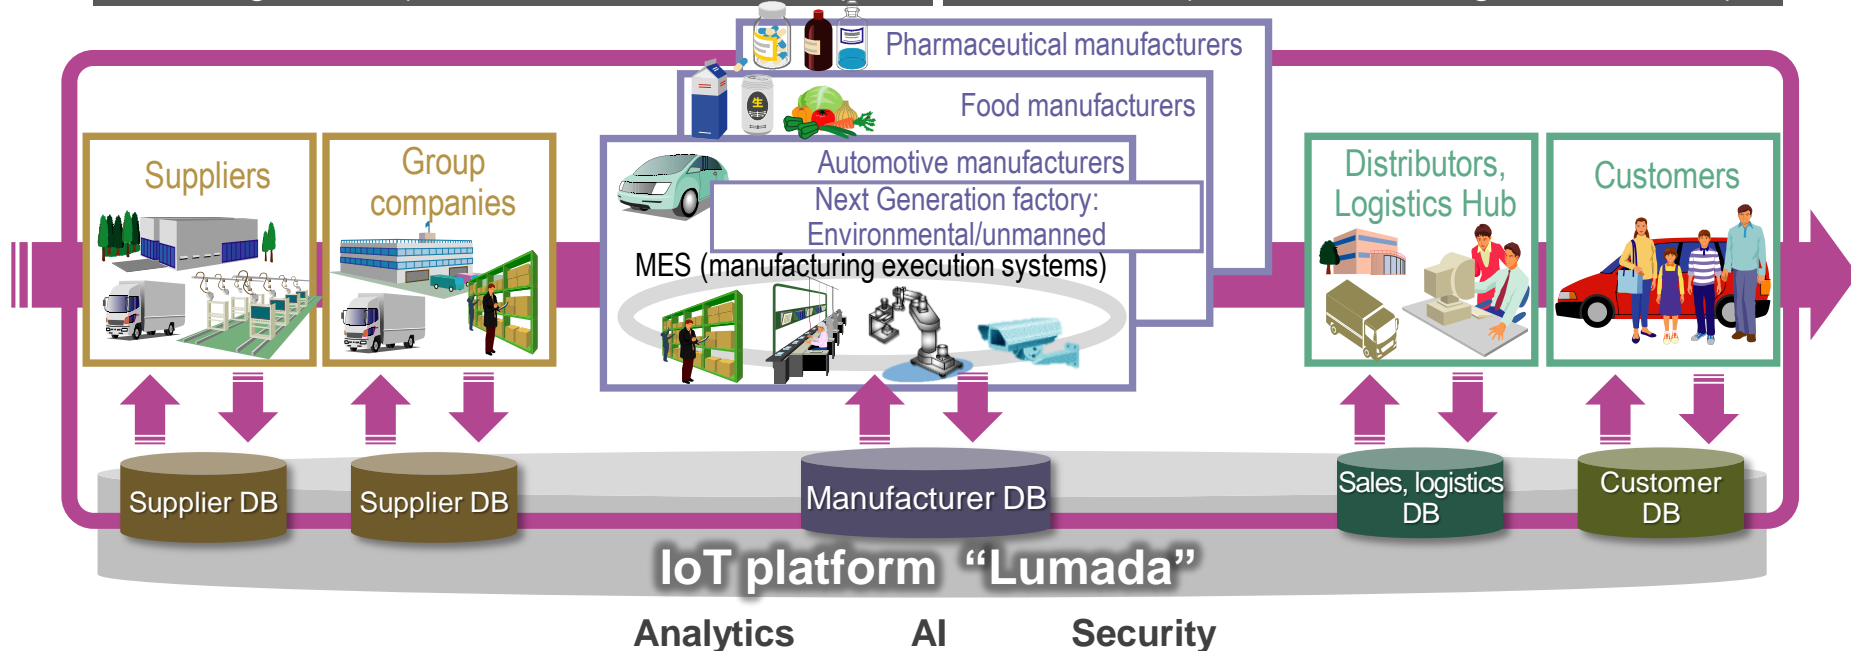 Pharmaceutical manufacturers
Food manufacturers
生
Automotive manufacturers
Next Generation factory:
Environmental/unmanned
MES (manufacturing execution systems)
Suppliers
Group
companies
Distributors,
Logistics Hub
Customers
Supplier DB
Supplier DB
Manufacturer DB
Sales, logistics
DB
Customer
DB
IoT platform “Lumada”
Analytics AI Security